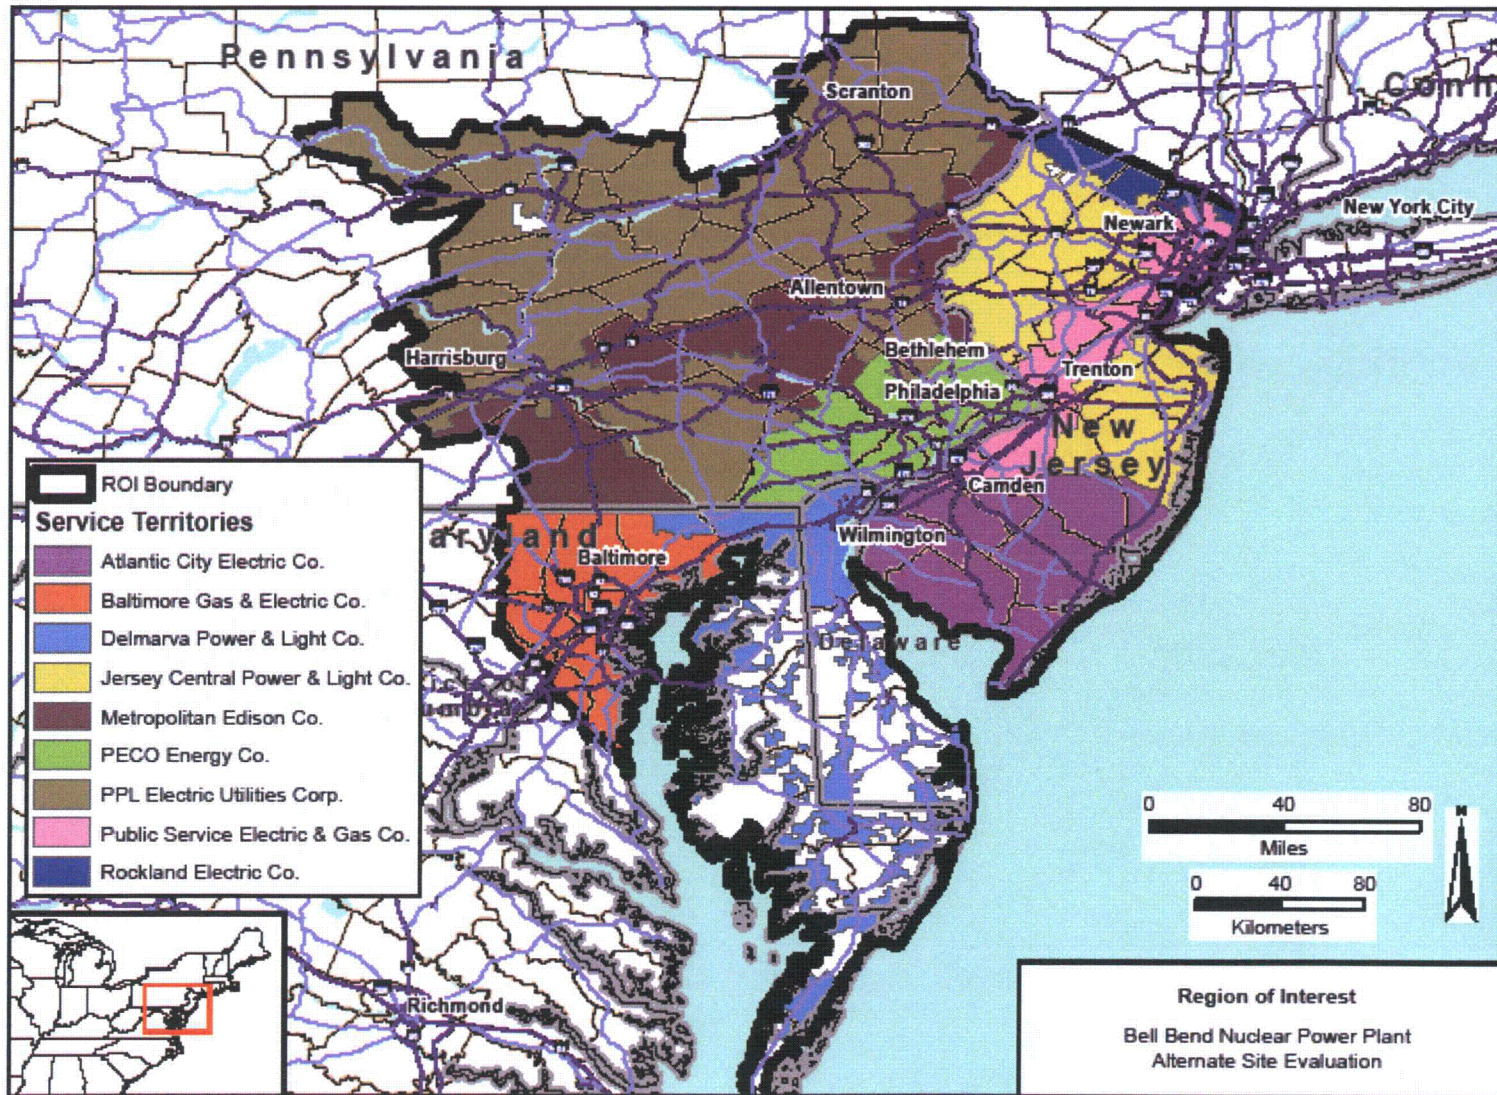 Pennsylvania
Scranton
Conn
New York City
Newark
Allentown
Harrisburg
Bethlehem
Trenton
Philadelphia
New
Jersey
Camden
Wilmington
aryland
Baltimore
Delaware
Richmond
ROI Boundary
Service Territories
Atlantic City Electric Co.
Baltimore Gas & Electric Co.
Delmarva Power & Light Co.
Jersey Central Power & Light Co.
Metropolitan Edison Co.
PECO Energy Co.
PPL Electric Utilities Corp.
Public Service Electric & Gas Co.
Rockland Electric Co.
0 40 80
Miles
0 40 80
Kilometers
N
Region of Interest
Bell Bend Nuclear Power Plant
Alternate Site Evaluation